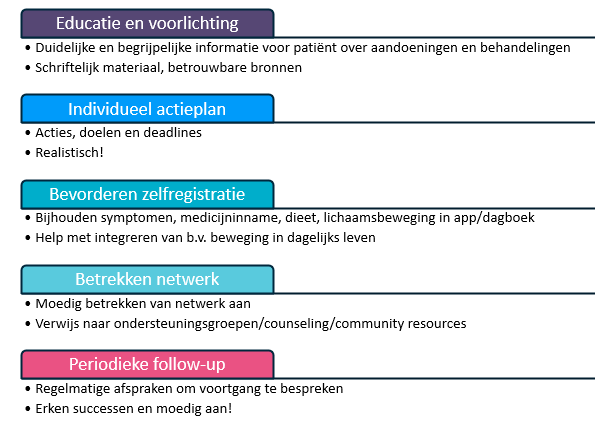 Educatie en voorlichting
• Duidelijke en begrijpelijke informatie voor patiënt over aandoeningen en behandelingen
• Schriftelijk materiaal, betrouwbare bronnen
Individueel actieplan
• Acties, doelen en deadlines
• Realistisch!
Bevorderen zelfregistratie
• Bijhouden symptomen, medicijninname, dieet, lichaamsbeweging in app/dagboek
• Help met integreren van b.v. beweging in dagelijks leven
Betrekken netwerk
• Moedig betrekken van netwerk aan
• Verwijs naar ondersteuningsgroepen/counseling/community resources
Periodieke follow-up
• Regelmatige afspraken om voortgang te bespreken
• Erken successen en moedig aan!